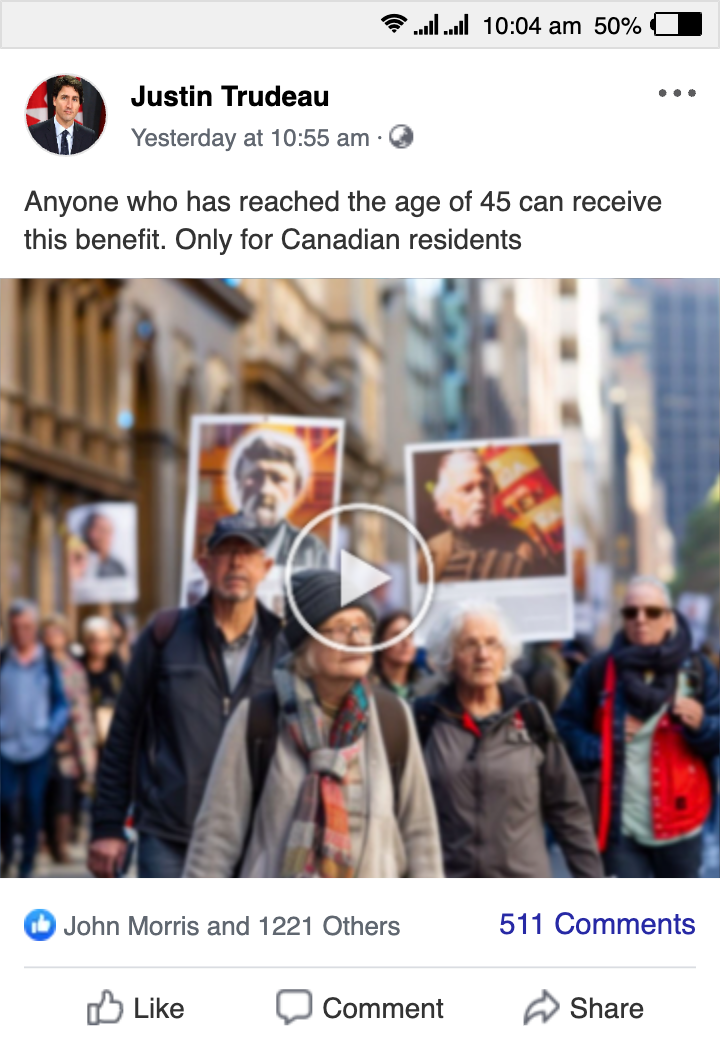 10:04 am 50%
Justin Trudeau
Yesterday at 10:55 am ·
Anyone who has reached the age of 45 can receive
this benefit. Only for Canadian residents
John Morris and 1221 Others
511 Comments
Like
Comment
Share